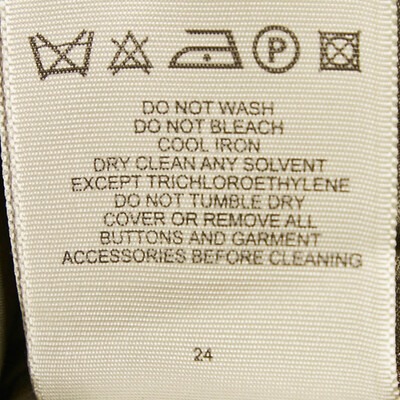 P
DO NOT WASH
DO NOT BLEACH
COOL IRON
DRY CLEAN ANY SOLVENT
EXCEPT TRICHLOROETHYLENE
DO NOT TUMBLE DRY
COVER OR REMOVE ALL
BUTTONS AND GARMENT
ACCESSORIES BEFORE CLEANING
24